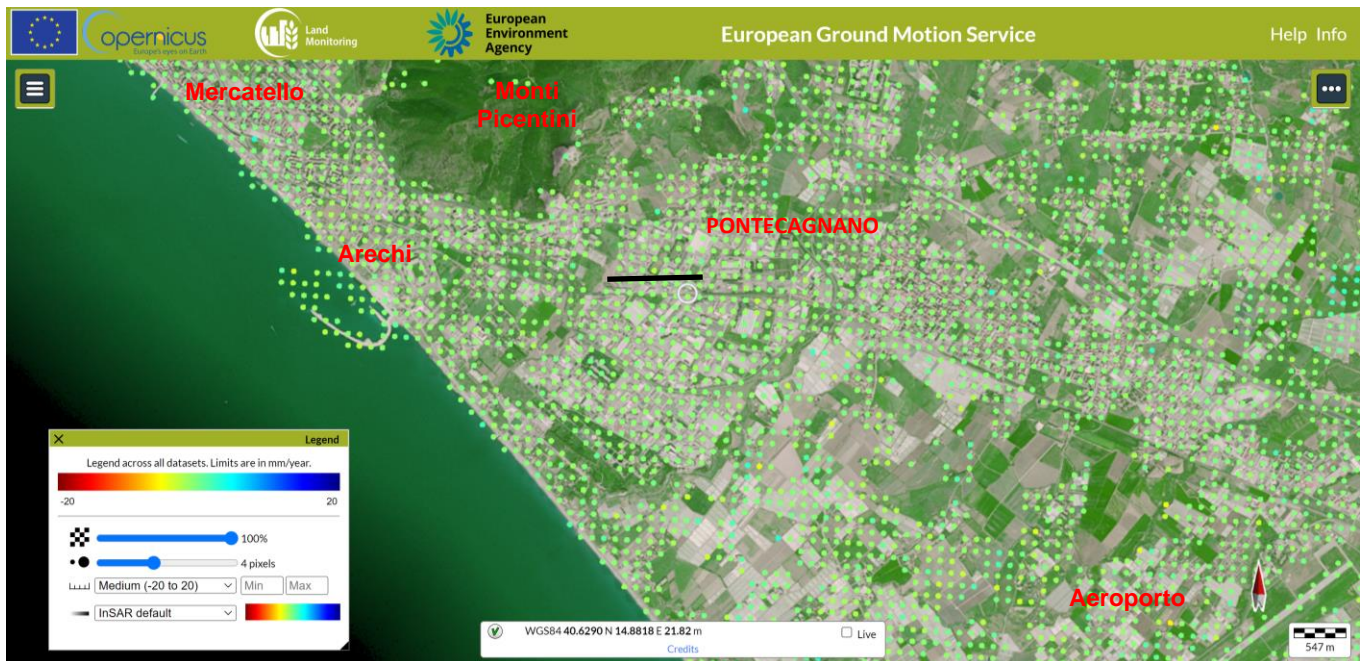 opernicus
Europe's eyes on Earth
Land
Monitoring
European
Environment
Agency
European Ground Motion Service
Help Info
Mercatello
Monti
Picentini
PONTECAGNANO
Arechi
Legend
Legend across all datasets. Limits are in mm/year.
-20 20
100%
4 pixels
Medium (-20 to 20) Min Max
InSAR default
Aeroporto
WGS84 40.6290 N 14.8818 E 21.82 m Live
Credits
547 m